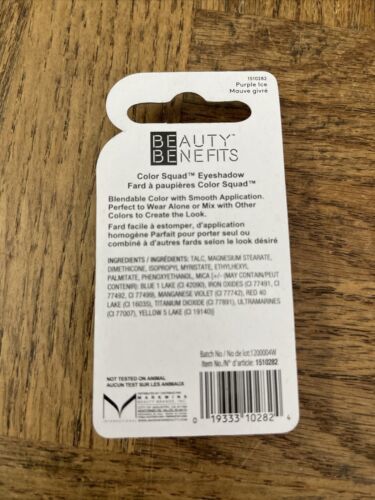 1510282
Purple Ice
Mauve givré
BEAUTY™
BENEFITS
Color Squad™ Eyeshadow
Fard à paupières Color Squad™
Blendable Color with Smooth Application.
Perfect to Wear Alone or Mix with Other
Colors to Create the Look.
Fard facile à estomper, d'application
homogène Parfait pour porter seul ou
combiné à d'autres fards selon le look désiré
INGREDIENTS / INGRÉDIENTS: TALC, MAGNESIUM STEARATE,
DIMETHICONE, ISOPROPYL MYRISTATE, ETHYLHEXYL
PALMITATE, PHENOXYETHANOL, MICA [+/- (MAY CONTAIN/PEUT
CONTENIR): BLUE 1 LAKE (CI 42090), IRON OXIDES (CI 77491, CI
77492, CI 77499), MANGANESE VIOLET (CI 77742), RED 40
LAKE (CI 16035), TITANIUM DIOXIDE (CI 77891), ULTRAMARINES
(CI 77007), YELLOW 5 LAKE (CI 19140)]
Batch No / No de lot:1200004W
Item No./N° d'article: 1510282
NOT TESTED ON ANIMALS
AUCUN TEST SUR LES ANIMAUX
MARKWINS
BEAUTY BRANDS, INC.
INTERNATIONAL
0 19333 10282 4